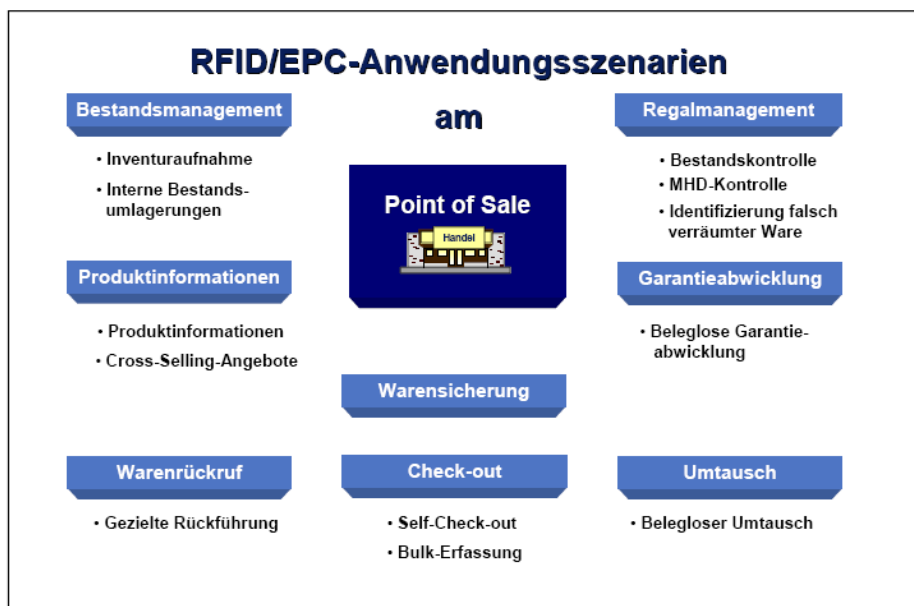 RFID/EPC-Anwendungsszenarien
am
Point of Sale
Handel
Bestandsmanagement
• Inventuraufnahme
• Interne Bestands-
umlagerungen
Regalmanagement
• Bestandskontrolle
• MHD-Kontrolle
• Identifizierung falsch
verräumter Ware
Produktinformationen
• Produktinformationen
• Cross-Selling-Angebote
Garantieabwicklung
• Beleglose Garantie-
abwicklung
Warensicherung
Warenrückruf
• Gezielte Rückführung
Check-out
• Self-Check-out
• Bulk-Erfassung
Umtausch
• Belegloser Umtausch